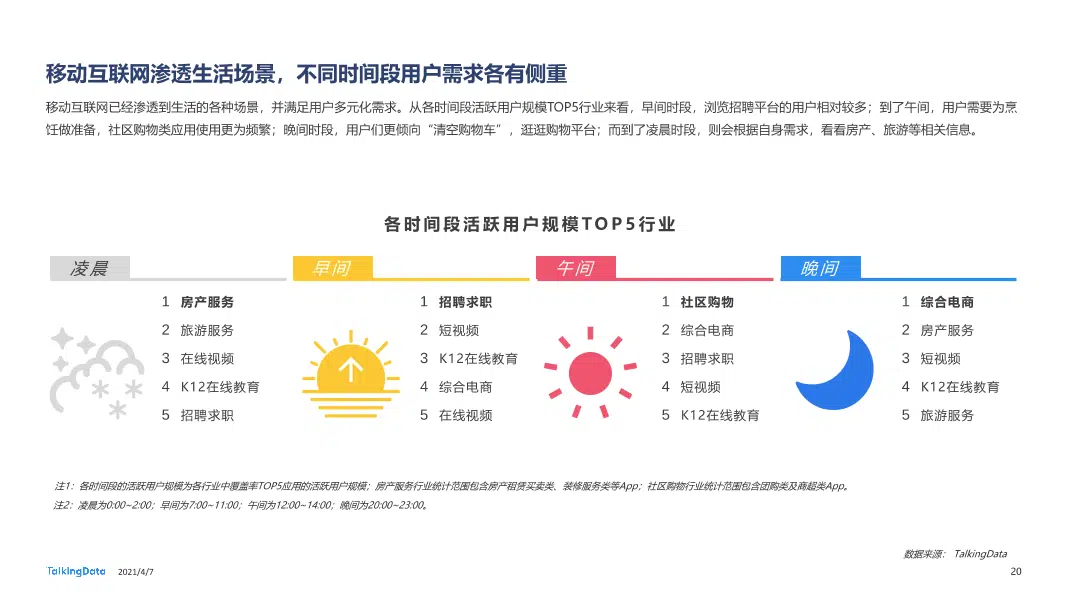 移动互联网渗透生活场景，不同时间段用户需求各有侧重
移动互联网已经渗透到生活的各种场景，并满足用户多元化需求。从各时间段活跃用户规模TOP5行业来看，早间时段，浏览招聘平台的用户相对较多；到了午间，用户需要为烹
饪做准备，社区购物类应用使用更为频繁；晚间时段，用户们更倾向“清空购物车”，逛逛购物平台；而到了凌晨时段，则会根据自身需求，看看房产、旅游等相关信息。
各时间段活跃用户规模TOP5行业
凌晨
1 房产服务
2 旅游服务
3 在线视频
4 K12在线教育
5 招聘求职
早间
1 招聘求职
2 短视频
3 K12在线教育
4 综合电商
5 在线视频
午间
1 社区购物
2 综合电商
3 招聘求职
4 短视频
5 K12在线教育
晚间
1 综合电商
2 房产服务
3 短视频
4 K12在线教育
5 旅游服务
注1：各时间段的活跃用户规模为各行业中覆盖率TOP5应用的活跃用户规模；房产服务行业统计范围包含房产租赁买卖类、装修服务类等App；社区购物行业统计范围包含团购类及商超类App。
注2：凌晨为0:00~2:00；早间为7:00~11:00；午间为12:00~14:00；晚间为20:00~23:00。
数据来源： TalkingData
TalkingData 2021/4/7
20